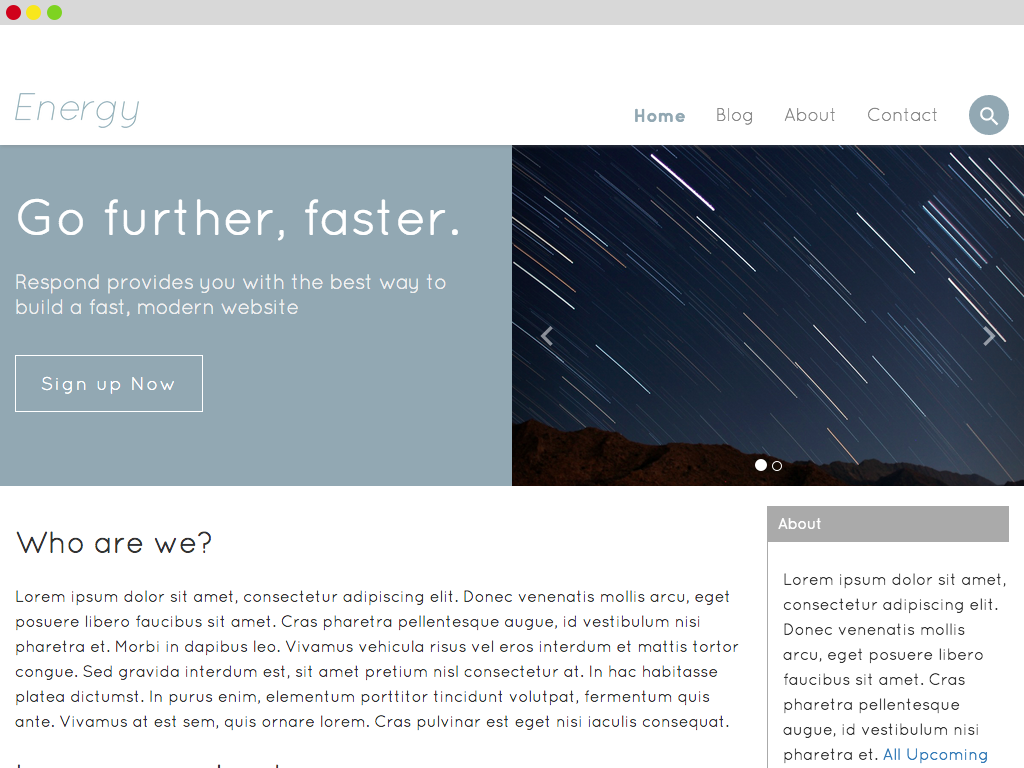 Energy
Home Blog About Contact
Go further, faster.
Respond provides you with the best way to
build a fast, modern website
Sign up Now
Who are we?
Lorem ipsum dolor sit amet, consectetur adipiscing elit. Donec venenatis mollis arcu, eget
posuere libero faucibus sit amet. Cras pharetra pellentesque augue, id vestibulum nisi
pharetra et. Morbi in dapibus leo. Vivamus vehicula risus vel eros interdum et mattis tortor
congue. Sed gravida interdum est, sit amet pretium nisl consectetur at. In hac habitasse
platea dictumst. In purus enim, elementum porttitor tincidunt volutpat, fermentum quis
ante. Vivamus at est sem, quis ornare lorem. Cras pulvinar est eget nisi iaculis consequat.
About
Lorem ipsum dolor sit amet,
consectetur adipiscing elit.
Donec venenatis mollis
arcu, eget posuere libero
faucibus sit amet. Cras
pharetra pellentesque
augue, id vestibulum nisi
pharetra et. All Upcoming